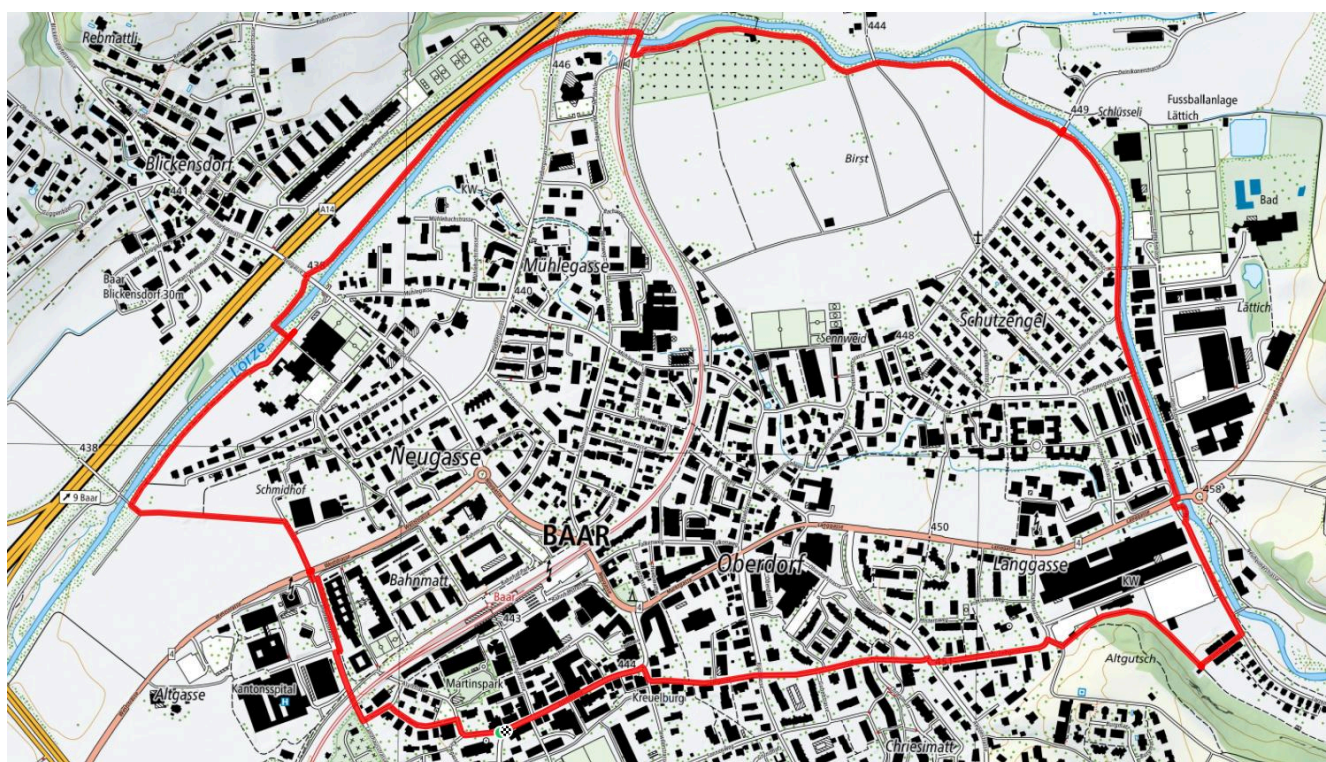 Rebmattli
444
446
449
Schlüsseli
Fussballanlage
Lättich
Blickensdorf
441
A14
Birst
KW
Bad
Mühlegasse
Baar
Blickensdorf 30m
440
Lättich
Schutzengel
Sennweid
448
Lorze
438
Neugasse
9 Baar
Schmidhof
458
BAAR
450
Oberdorf
Langgasse
Bahnmatt
KW
Baar
443
4
4
4
444
Altgutsch
Martinspark
Kantonsspital
H
Altgasse
Kreuelburg
Chriesimatt